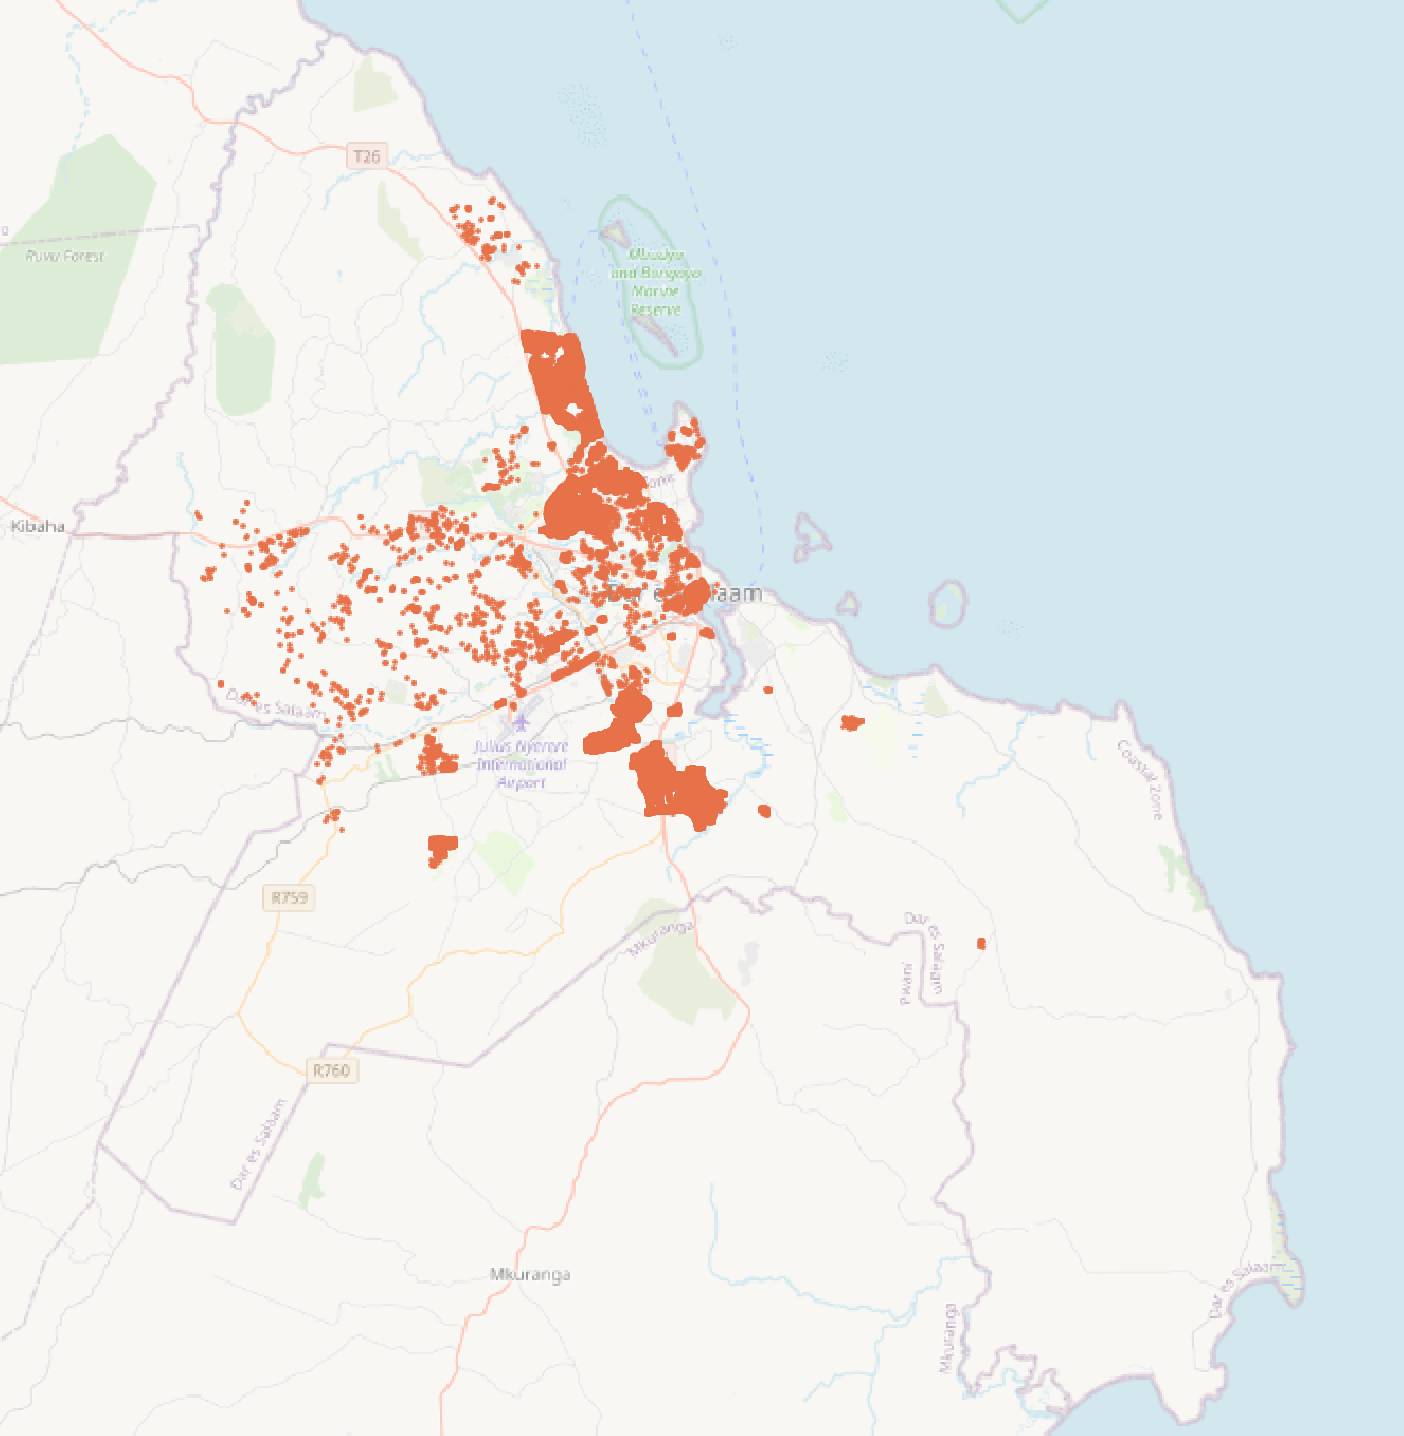 T26
Ruvu Forest
and Bongoyo
Marine
Reserve
Kibaha
Dar es Salaam
Dar es Salaam
Julius Nyerere
International
Airport
Coastal Zone
R759
Mkuranga
Dar es Salaam
Pwani
R760
Dar es Salaam
Mkuranga
Dar es Salaam
Mkuranga